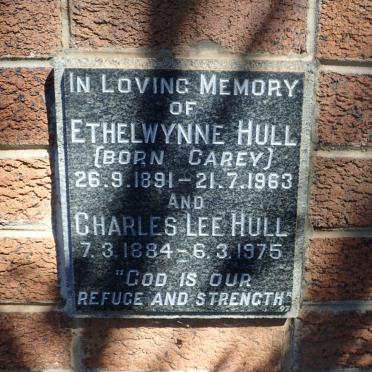 IN LOVING MEMORY
OF
ETHELWYNNE HULL
(BORN CAREY)
26.9.1891-21.7.1963
AND
CHARLES LEE HULL
7.3.1884-6.3.1975
"GOD IS OUR
REFUGE AND STRENGTH"